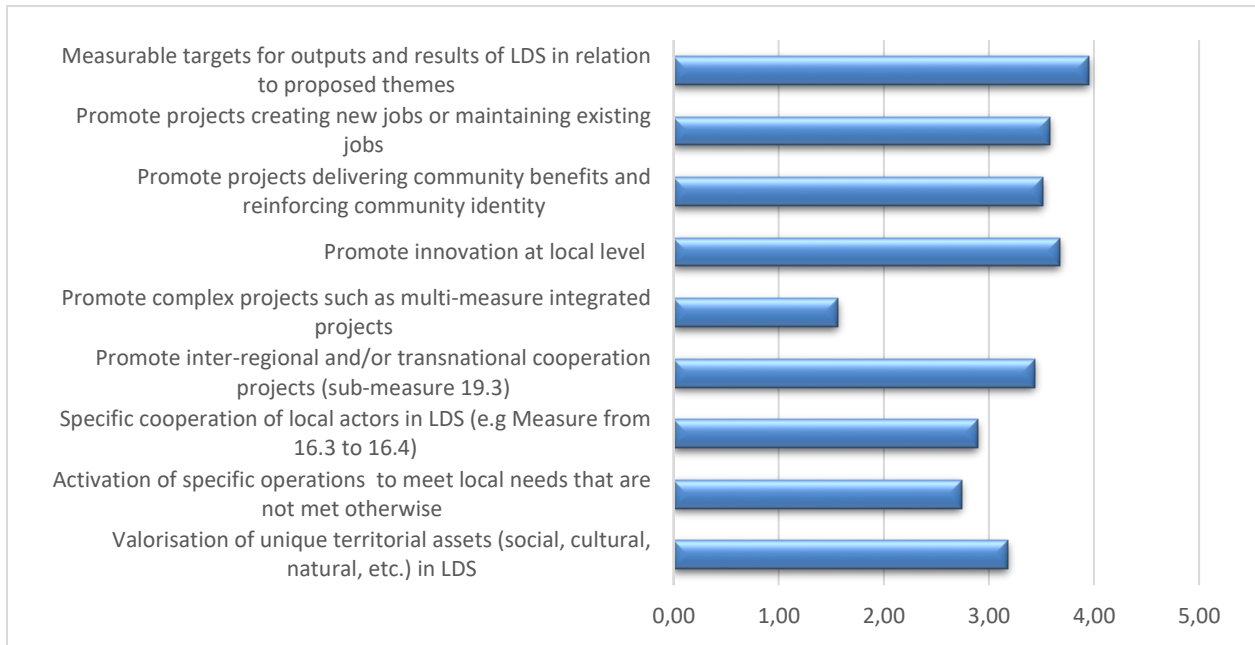 Measurable targets for outputs and results of LDS in relation
to proposed themes
Promote projects creating new jobs or maintaining existing
jobs
Promote projects delivering community benefits and
reinforcing community identity
Promote innovation at local level
Promote complex projects such as multi-measure integrated
projects
Promote inter-regional and/or transnational cooperation
projects (sub-measure 19.3)
Specific cooperation of local actors in LDS (e.g Measure from
16.3 to 16.4)
Activation of specific operations  to meet local needs that are
not met otherwise
Valorisation of unique territorial assets (social, cultural,
natural, etc.) in LDS
0,00 1,00 2,00 3,00 4,00 5,00